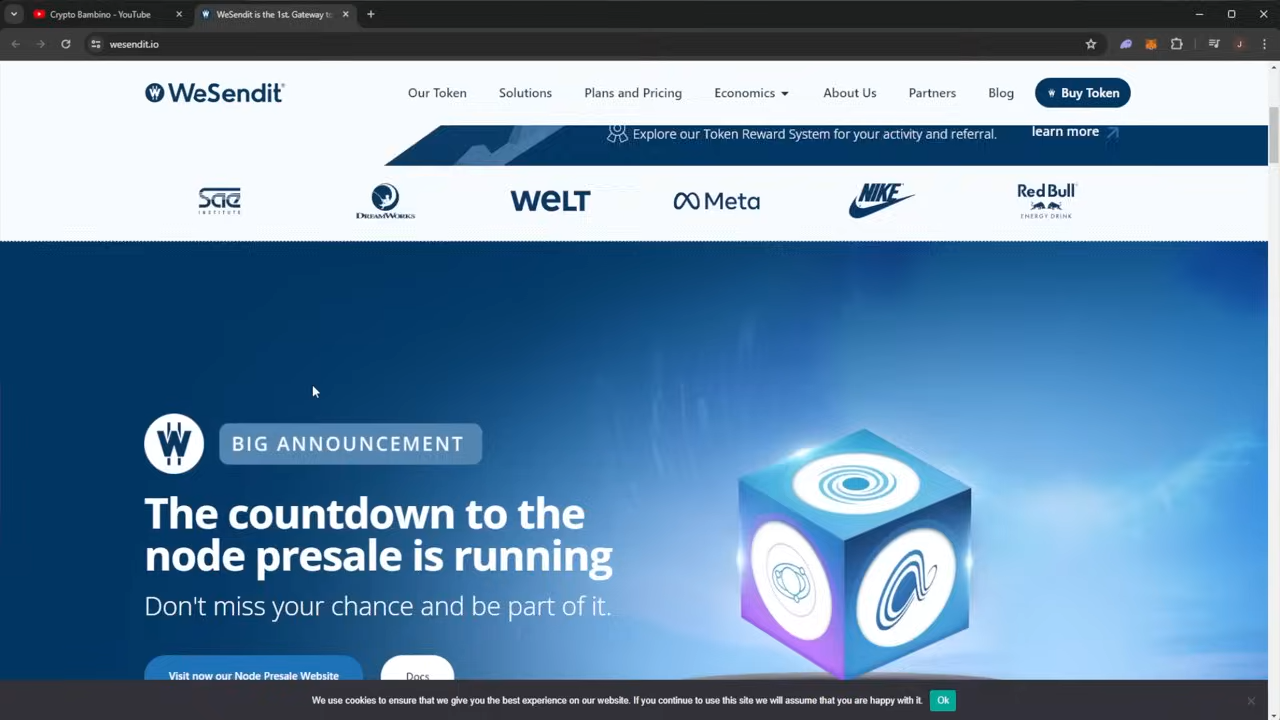 Crypto Bambino - YouTube
WeSendit is the 1st. Gateway to
wesendit.io
J
WeSendit
Our Token
Solutions
Plans and Pricing
Economics
About Us
Partners
Blog
Buy Token
Explore our Token Reward System for your activity and referral.
learn more
Sae
INSTITUTE
DREAMWORKS
WELT
Meta
NIKE
Red Bull
ENERGY DRINK
W
BIG ANNOUNCEMENT
The countdown to the
node presale is running
Don't miss your chance and be part of it.
Visit now our Node Presale Website
Docs
We use cookies to ensure that we give you the best experience on our website. If you continue to use this site we will assume that you are happy with it.
Ok